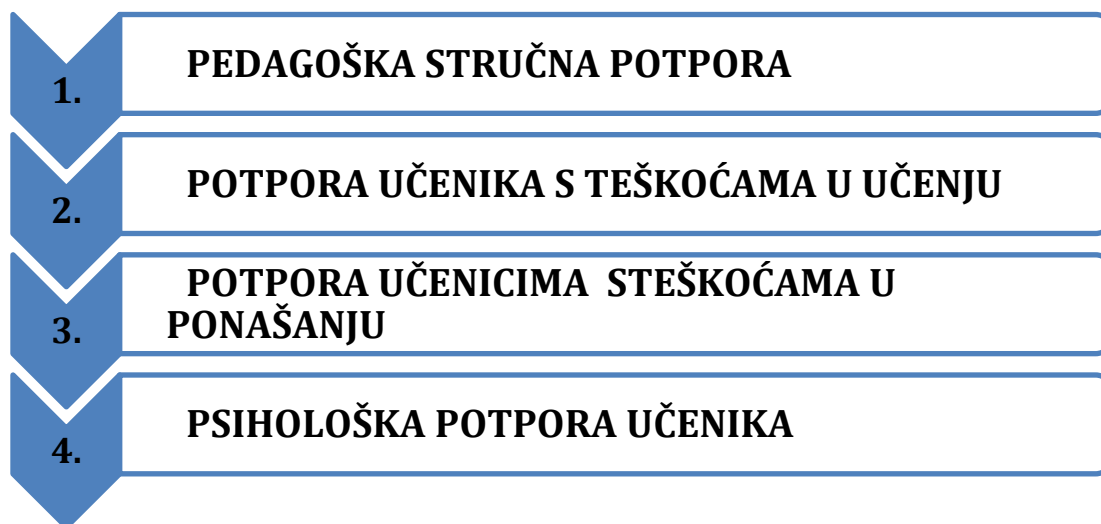 1.
PEDAGOŠKA STRUČNA POTPORA
2.
POTPORA UČENIKA S TEŠKOĆAMA U UČENJU
3.
POTPORA UČENICIMA STEŠKOĆAMA U
PONAŠANJU
4.
PSIHOLOŠKA POTPORA UČENIKA